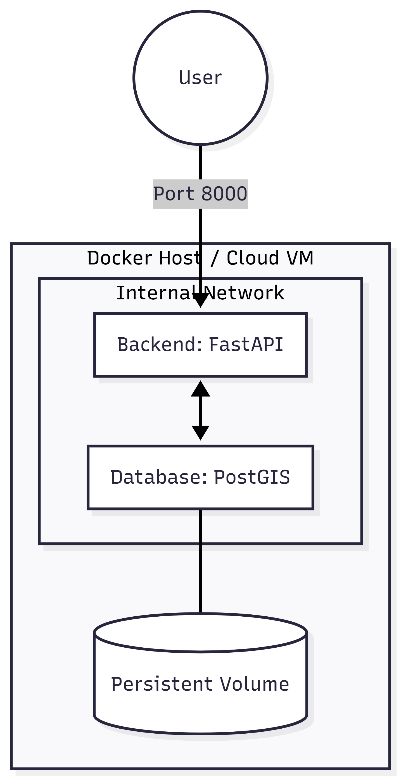 User
Port 8000
Docker Host / Cloud VM
Internal Network
Backend: FastAPI
Database: PostGIS
Persistent Volume